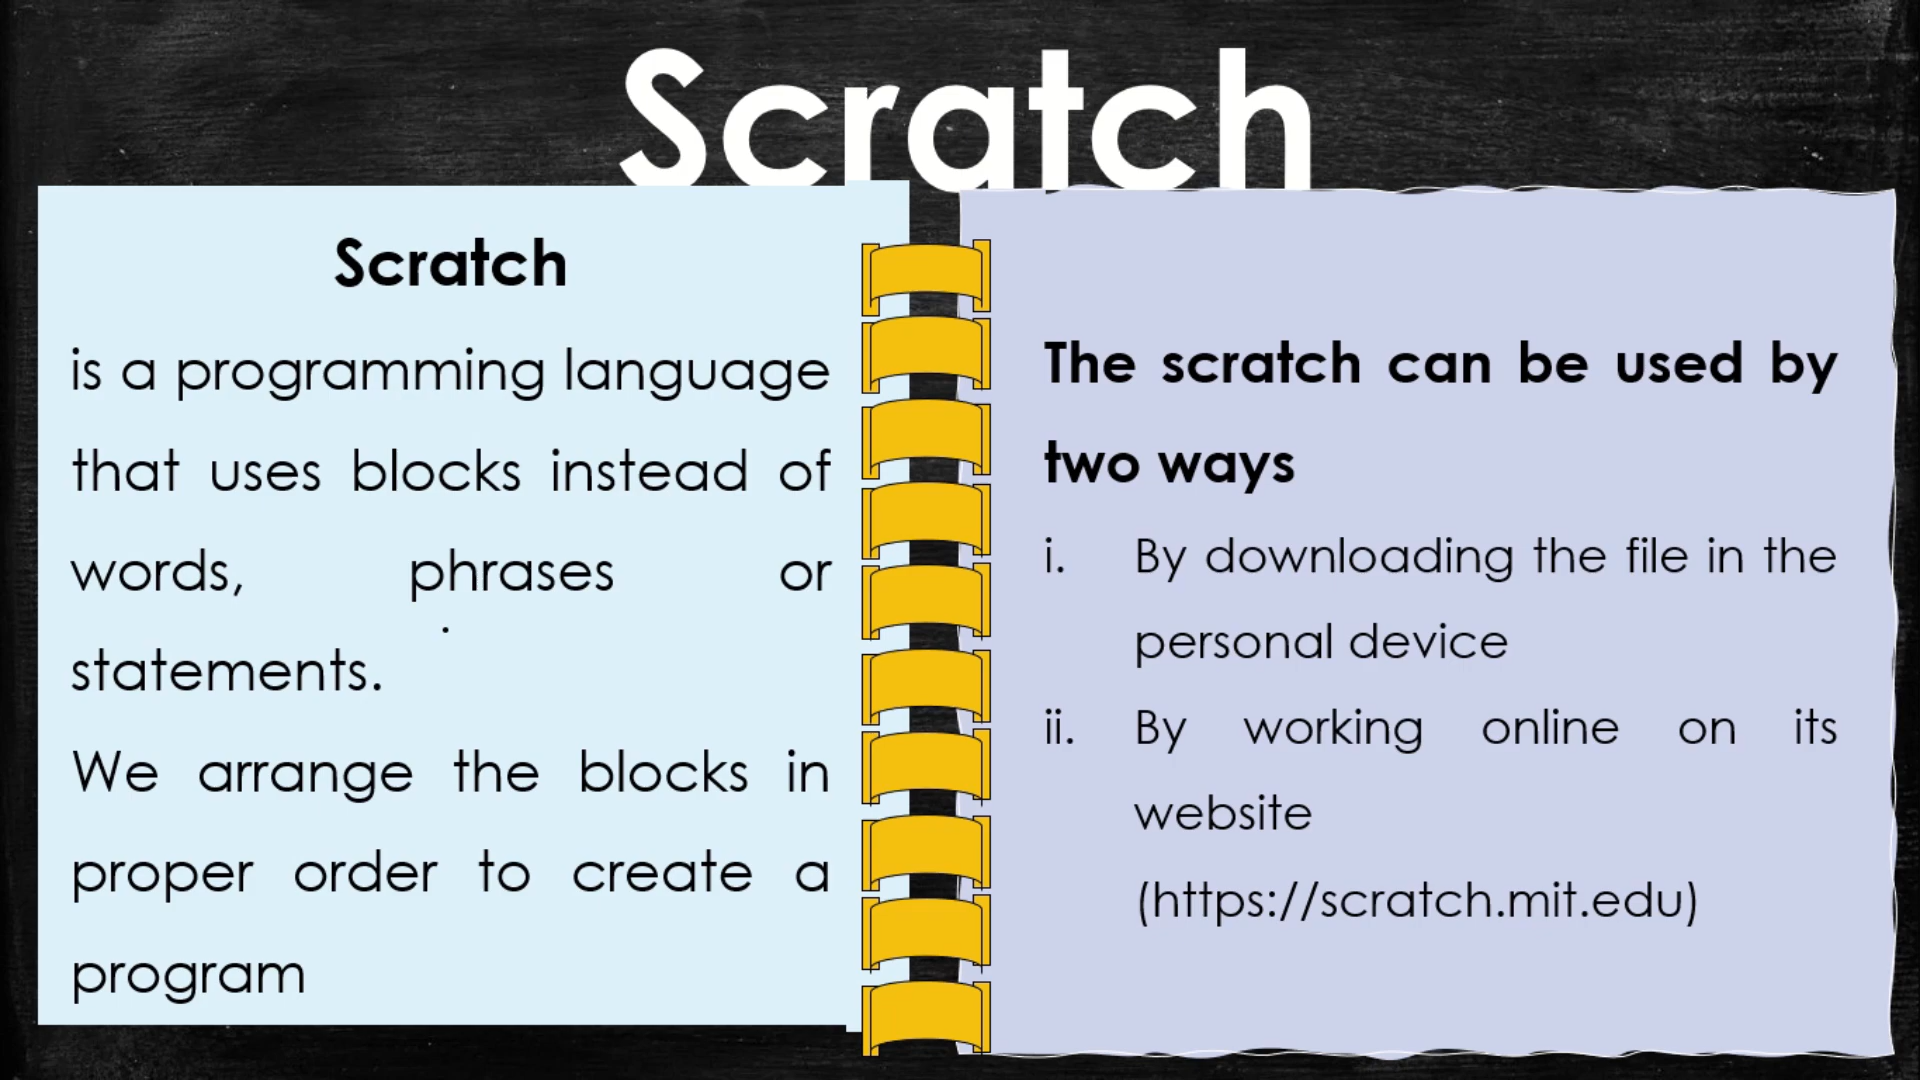 Scratch
Scratch
is a programming language
that uses blocks instead of
words, phrases or
statements.
We arrange the blocks in
proper order to create a
program
The scratch can be used by
two ways
i. By downloading the file in the
personal device
ii. By working online on its
website
(https://scratch.mit.edu)